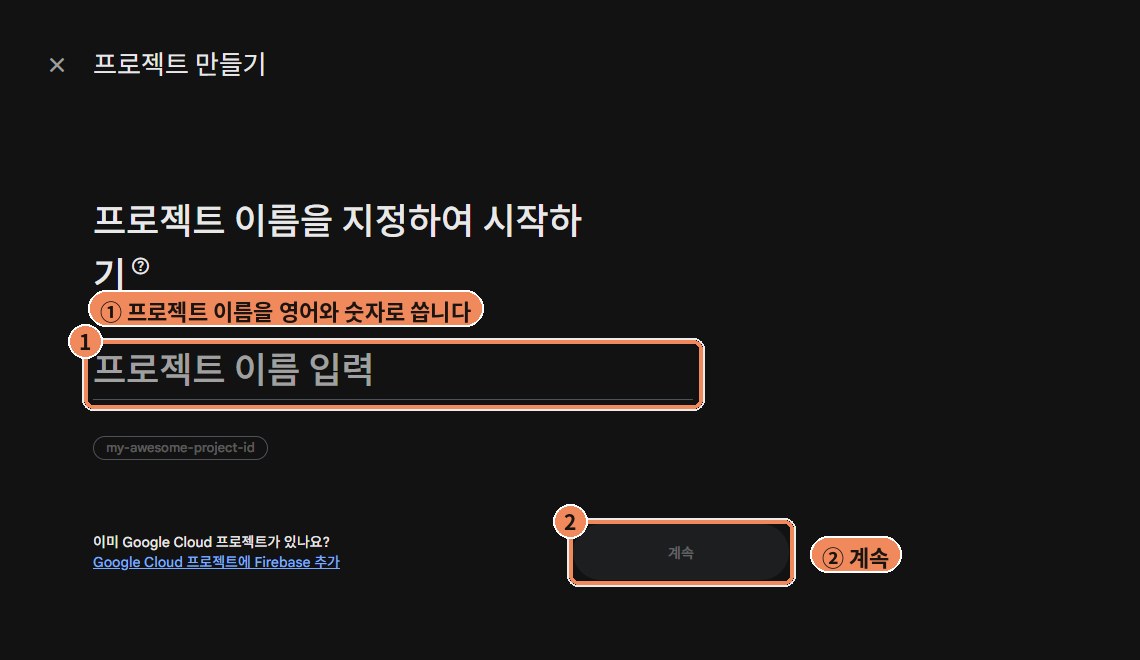 × 프로젝트 만들기
프로젝트 이름을 지정하여 시작하
기 ?
① 프로젝트 이름을 영어와 숫자로 씁니다
1
프로젝트 이름 입력
my-awesome-project-id
2
이미 Google Cloud 프로젝트가 있나요?
Google Cloud 프로젝트에 Firebase 추가
계속
② 계속